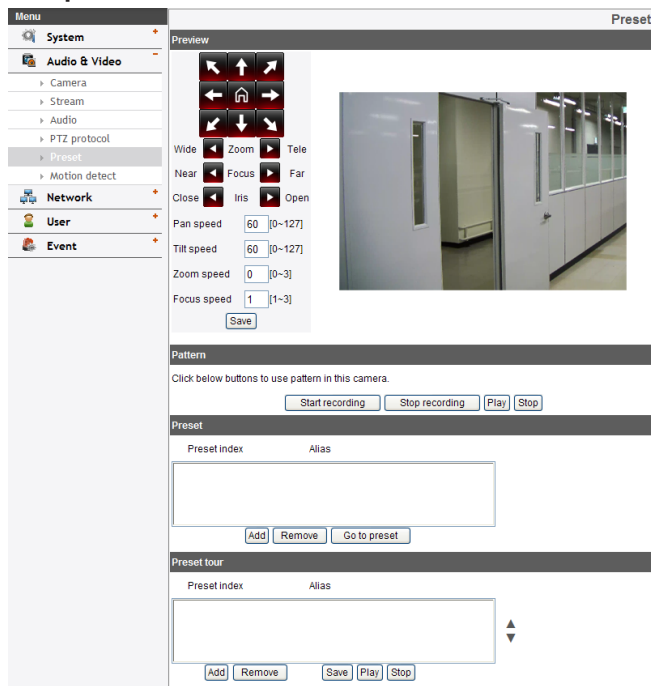 Menu
Preset
System
Audio & Video
Camera
Stream
Audio
PTZ protocol
Preset
Motion detect
Network
User
Event
Preview
Wide Zoom Tele
Near Focus Far
Close Iris Open
Pan speed 60 [0~127]
Tilt speed 60 [0~127]
Zoom speed 0 [0~3]
Focus speed 1 [1~3]
Save
Pattern
Click below buttons to use pattern in this camera.
Start recording Stop recording Play Stop
Preset
Preset index Alias
Add Remove Go to preset
Preset tour
Preset index Alias
Add Remove Save Play Stop